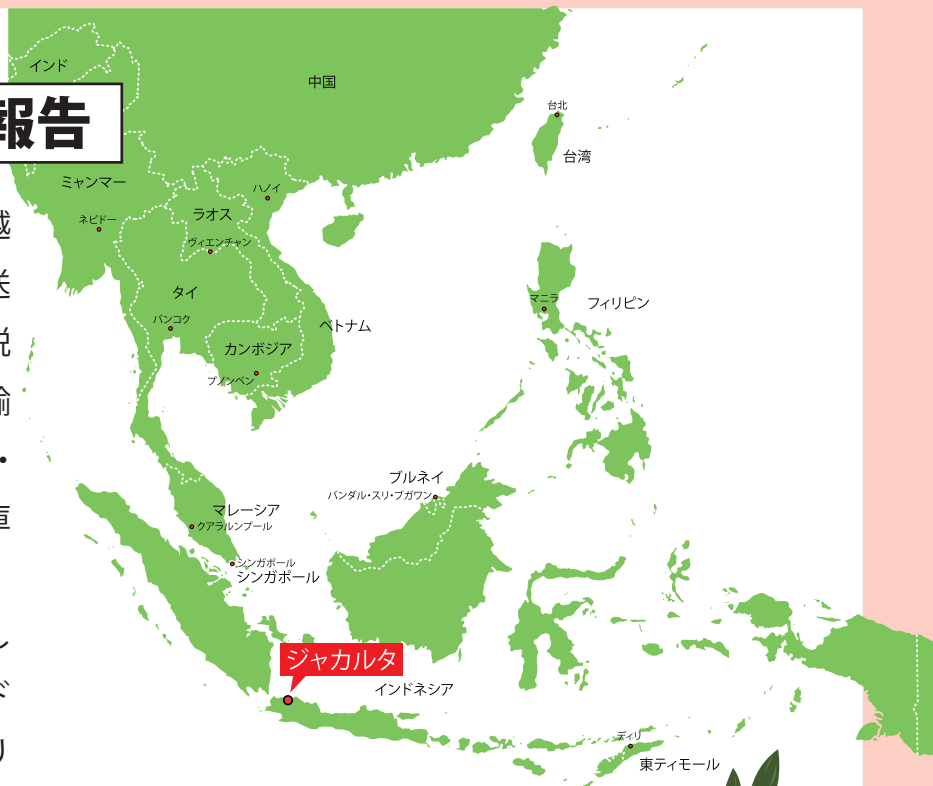 インド
中国
報告
台北
台湾
ミャンマー
ハノイ
ネピドー
ラオス
ヴィエンチャン
タイ
バンコク
ベトナム
カンボジア
プノンペン
マニラ
フィリピン
ブルネイ
バンダル・スリ・ブガワン
マレーシア
クアラルンプール
シンガポール
シンガポール
ジャカルタ
インドネシア
ディリ
東ティモール